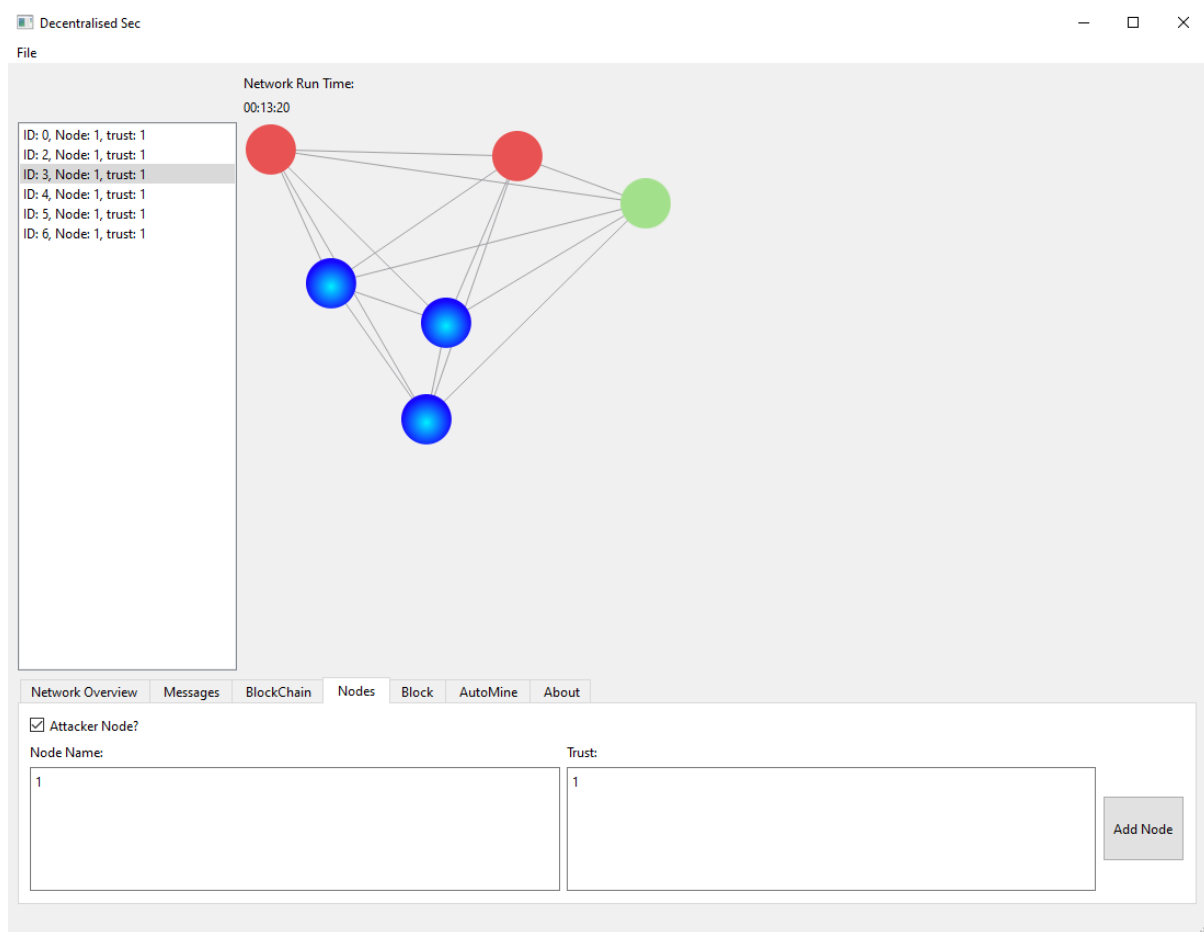 Decentralised Sec
File
Network Run Time:
00:13:20
ID: 0, Node: 1, trust: 1
ID: 2, Node: 1, trust: 1
ID: 3, Node: 1, trust: 1
ID: 4, Node: 1, trust: 1
ID: 5, Node: 1, trust: 1
ID: 6, Node: 1, trust: 1
Network Overview Messages BlockChain Nodes Block AutoMine About
Attacker Node?
Node Name: Trust:
1 1
Add Node